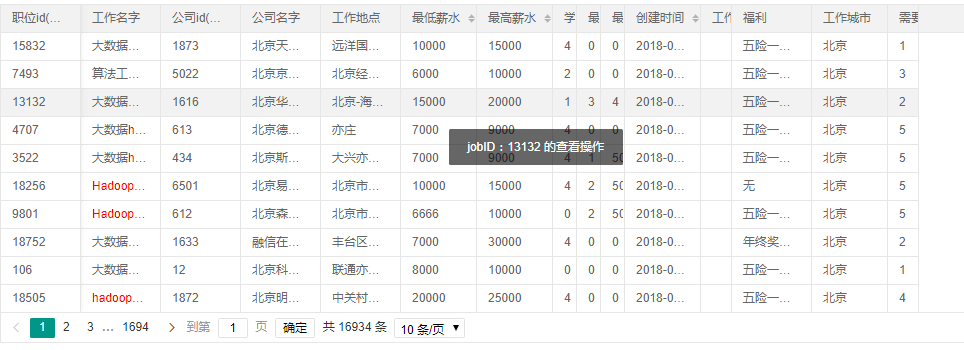 职位id(... 工作名字 公司id(... 公司名字 工作地点 最低薪水 最高薪水 学 最 最 创建时间 工作 福利 工作城市 需要
15832 大数据... 1873 北京天... 远洋国... 10000 15000 4 0 0 2018-0... 五险一... 北京 1
7493 算法工... 5022 北京京... 北京经... 6000 10000 2 0 0 2018-0... 五险一... 北京 3
13132 大数据... 1616 北京华... 北京-海... 15000 20000 1 3 4 2018-0... 五险一... 北京 2
4707 大数据h... 613 北京德... 亦庄 7000 9000 4 0 0 2018-0... 五险一... 北京 5
jobID：13132 的查看操作
3522 大数据h... 434 北京斯... 大兴亦... 7000 9000 4 1 50 2018-0... 五险一... 北京 5
18256 Hadoop... 6501 北京易... 北京市... 10000 15000 4 2 50 2018-0... 无 北京 5
9801 Hadoop... 612 北京森... 北京市... 6666 10000 0 2 50 2018-0... 五险一... 北京 5
18752 大数据... 1633 融信在... 丰台区... 7000 30000 4 0 0 2018-0... 年终奖... 北京 2
106 大数据... 12 北京科... 联通亦... 8000 10000 0 0 0 2018-0... 五险一... 北京 1
18505 hadoop... 1872 北京明... 中关村... 20000 25000 4 0 0 2018-0... 五险一... 北京 4
1 2 3 … 1694 到第 1 页 确定 共 16934 条 10 条/页